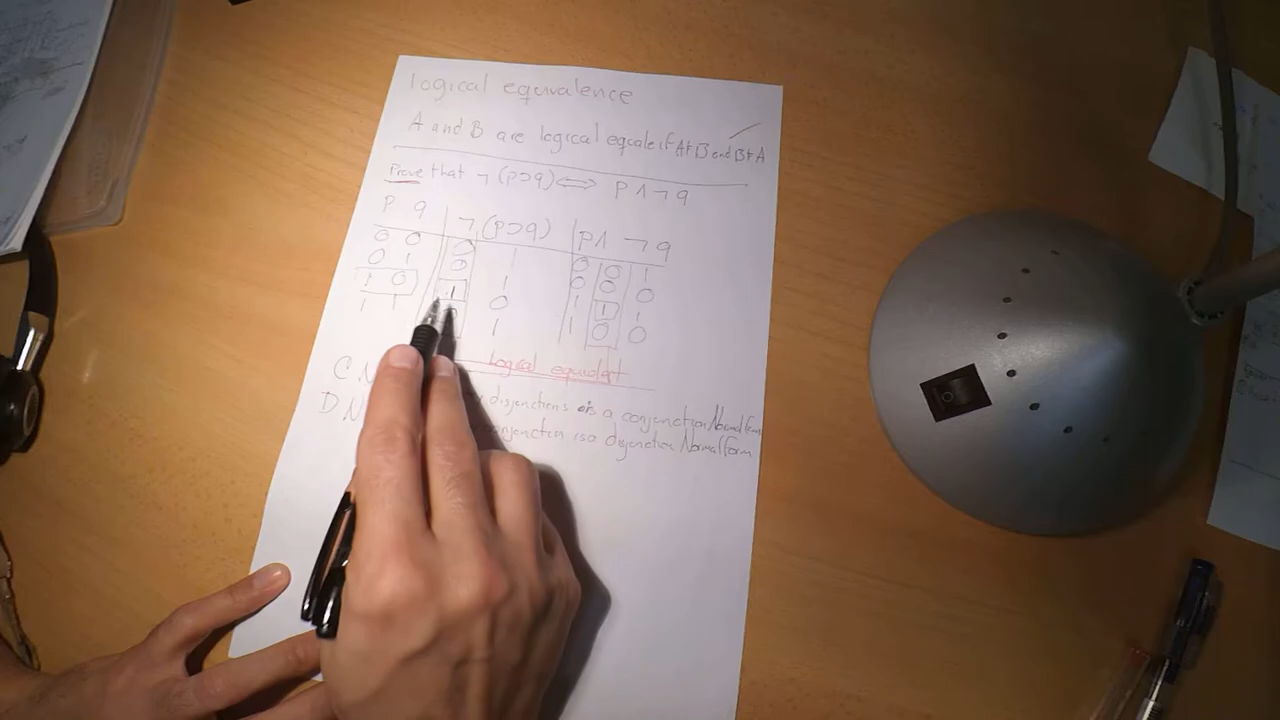 logical equivalence
A and B are logical equale if A⊢B and B⊢A
Prove that ¬(p⊃q) ⟺ P∧¬q
P q ¬(p⊃q) p∧ ¬q
0 0 0 1 0 0 1
0 1 0 1 0 0 0
1 0 1 0 1 1 1
1 1 1 1 0 0
logical equivalent
C.N disjunctions is a conjunction Normal form
D.N conjunction is a disjunction Normal form